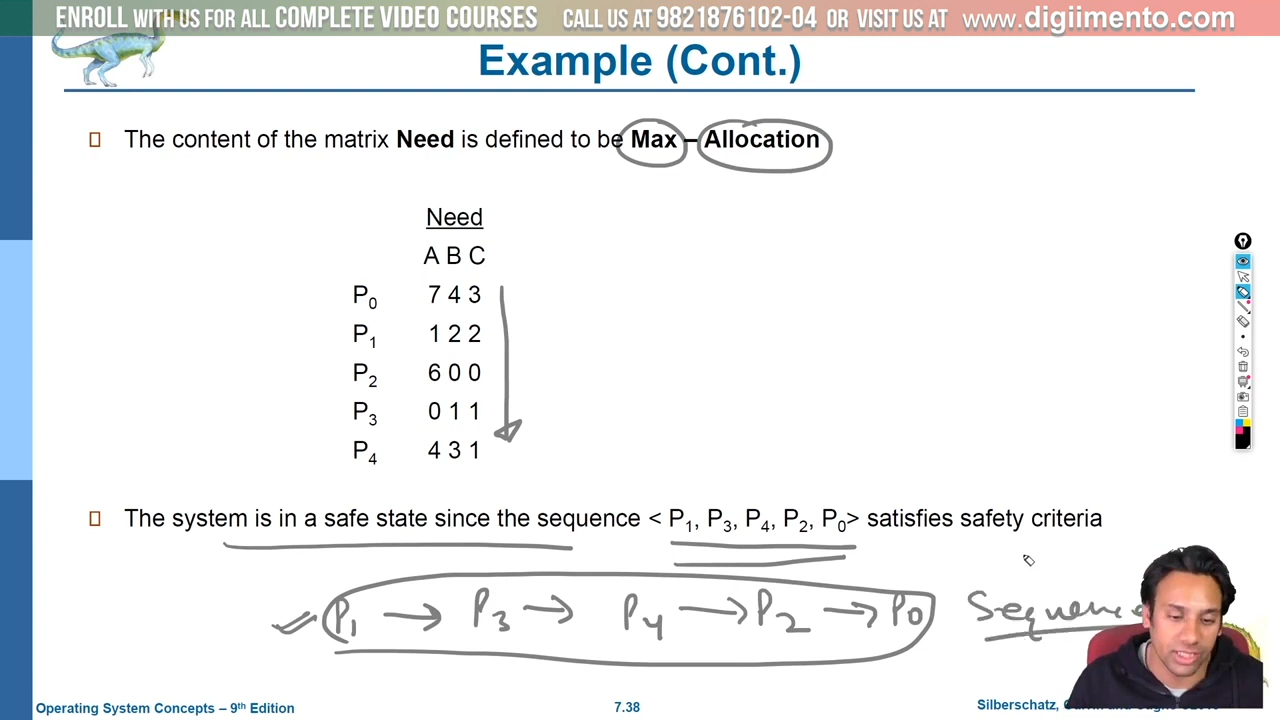 ENROLL WITH US FOR ALL COMPLETE VIDEO COURSES CALL US AT 9821876102-04 OR VISIT US AT www.digiimento.com
Example (Cont.)
The content of the matrix Need is defined to be Max – Allocation
Need
A B C
P0 7 4 3
P1 1 2 2
P2 6 0 0
P3 0 1 1
P4 4 3 1
The system is in a safe state since the sequence < P1, P3, P4, P2, P0> satisfies safety criteria
P1 → P3 → P4 → P2 → P0 Sequence
Operating System Concepts – 9th Edition 7.38 Silberschatz,